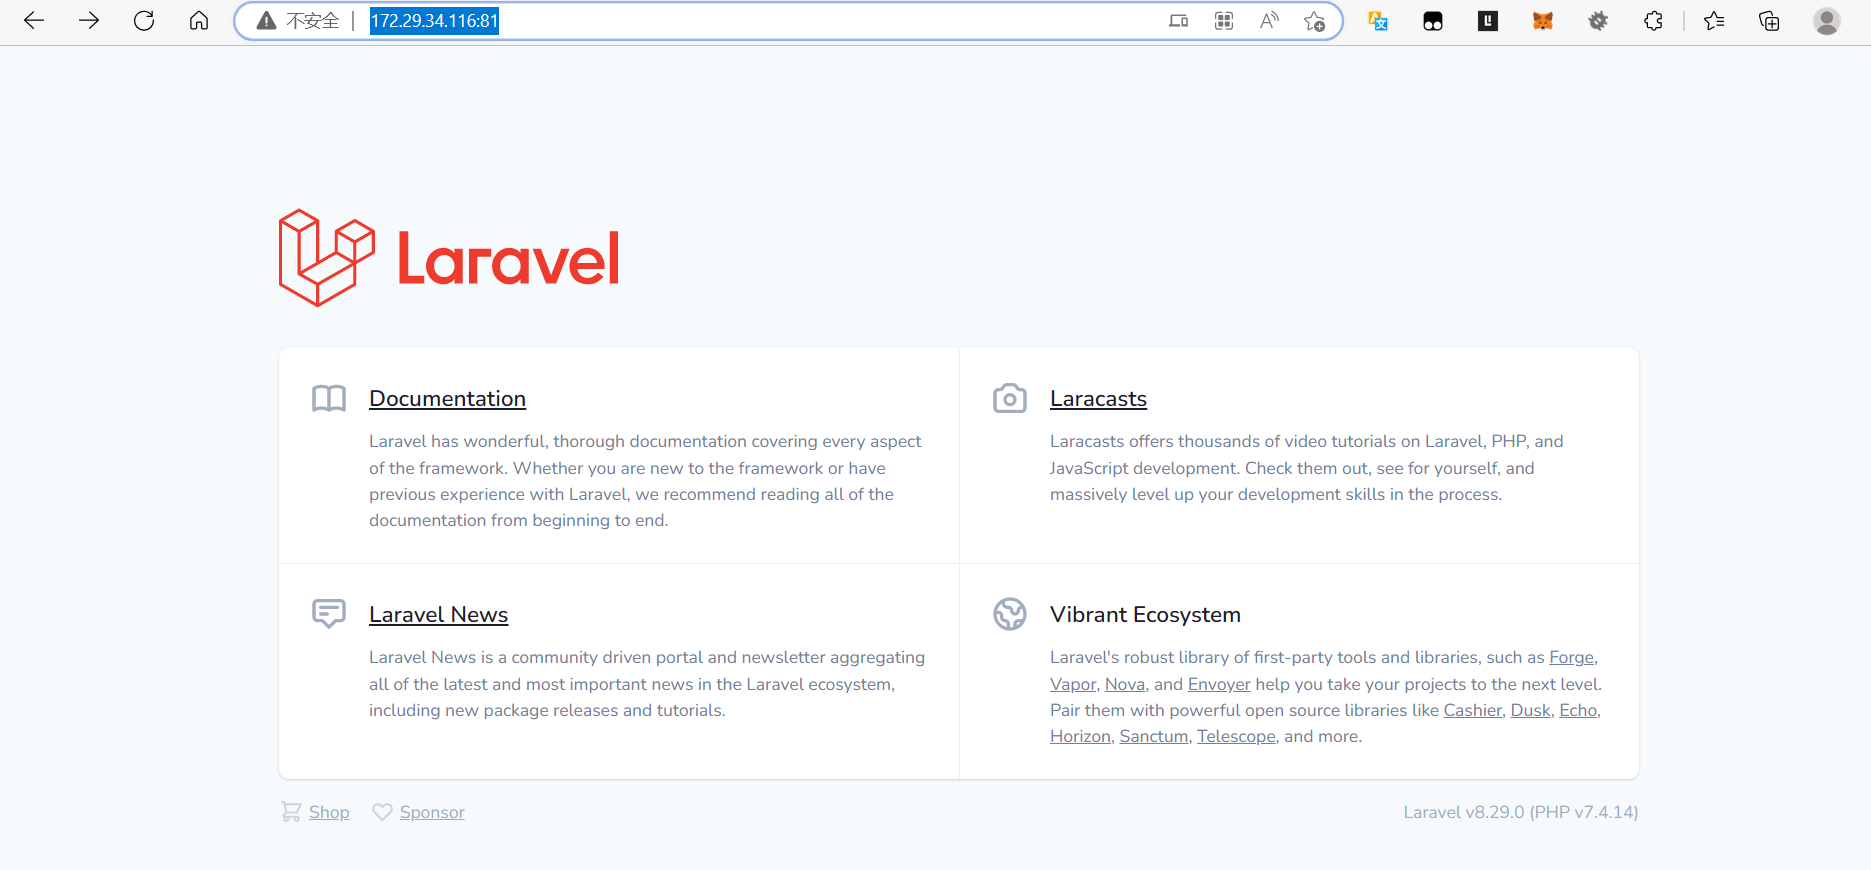 不安全 | 172.29.34.116:81
Laravel
Documentation
Laravel has wonderful, thorough documentation covering every aspect
of the framework. Whether you are new to the framework or have
previous experience with Laravel, we recommend reading all of the
documentation from beginning to end.
Laracasts
Laracasts offers thousands of video tutorials on Laravel, PHP, and
JavaScript development. Check them out, see for yourself, and
massively level up your development skills in the process.
Laravel News
Laravel News is a community driven portal and newsletter aggregating
all of the latest and most important news in the Laravel ecosystem,
including new package releases and tutorials.
Vibrant Ecosystem
Laravel's robust library of first-party tools and libraries, such as Forge,
Vapor, Nova, and Envoyer help you take your projects to the next level.
Pair them with powerful open source libraries like Cashier, Dusk, Echo,
Horizon, Sanctum, Telescope, and more.
Shop Sponsor
Laravel v8.29.0 (PHP v7.4.14)